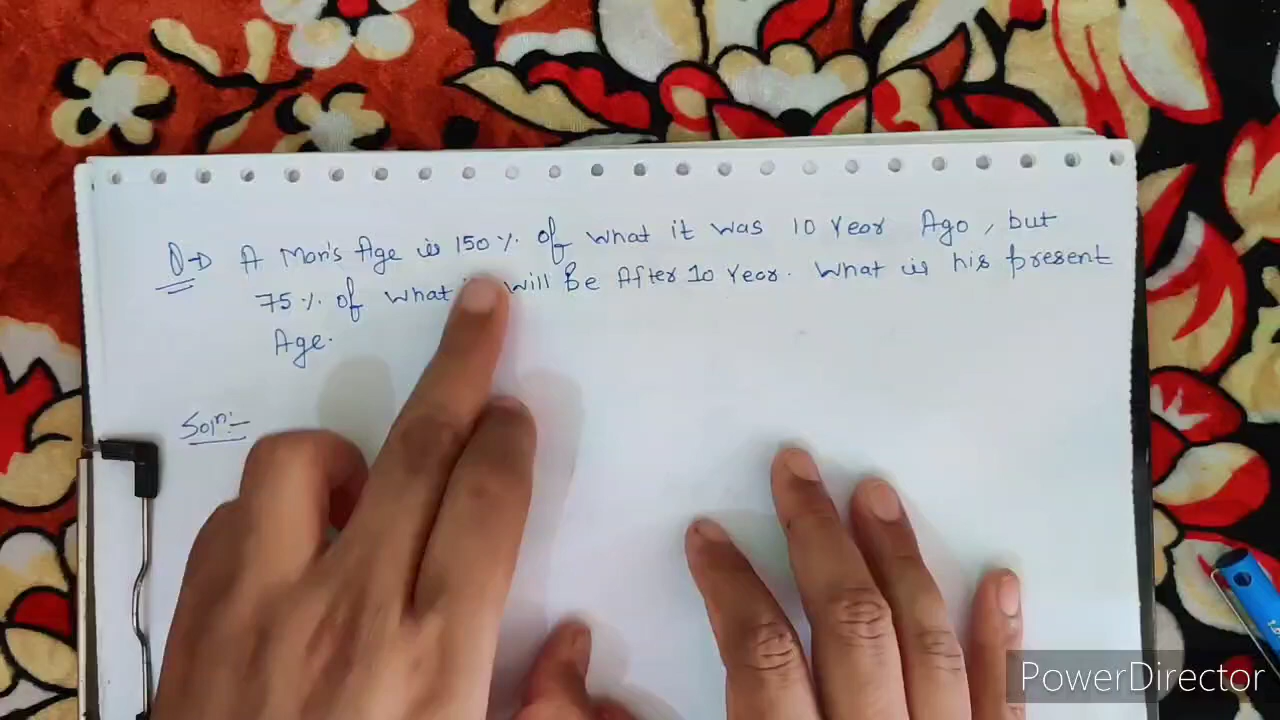 Q→ A Man's Age is 150 % of what it was 10 Year Ago, but
75 % of what will be After 10 Year. What is his present
Age.
Soln:-
PowerDirector